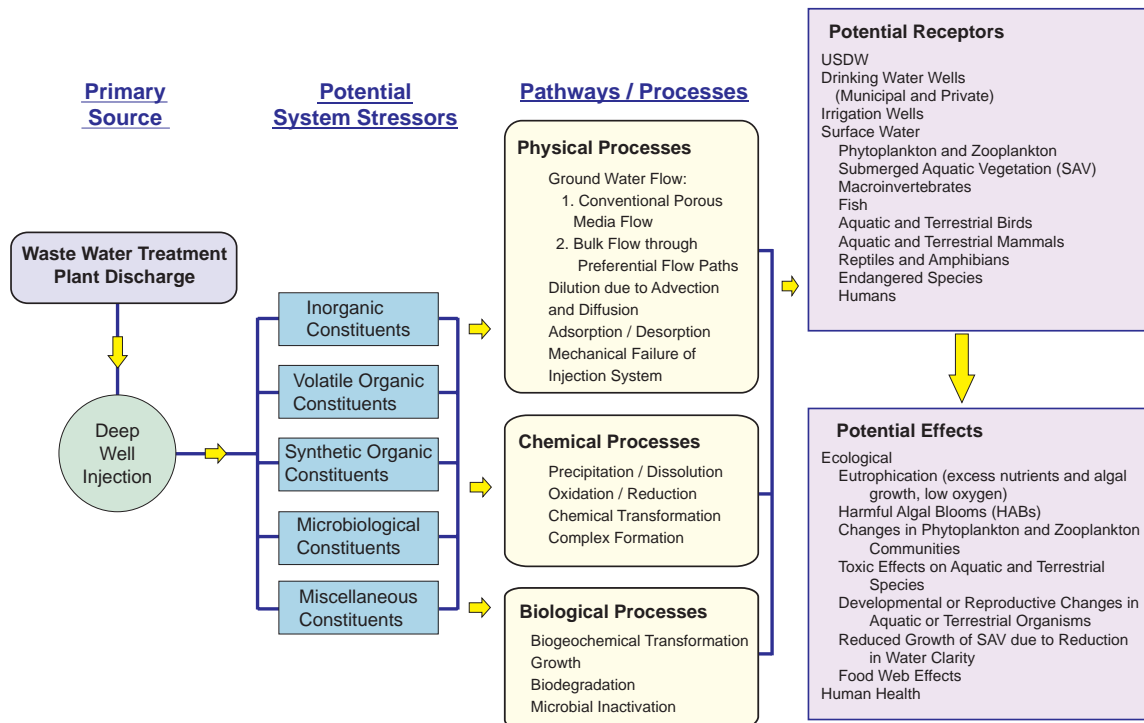 Primary
Source
Waste Water Treatment
Plant Discharge
Deep
Well
Injection
Potential
System Stressors
Inorganic
Constituents
Volatile Organic
Constituents
Synthetic Organic
Constituents
Microbiological
Constituents
Miscellaneous
Constituents
Pathways / Processes
Physical Processes
Ground Water Flow:
1. Conventional Porous
Media Flow
2. Bulk Flow through
Preferential Flow Paths
Dilution due to Advection
and Diffusion
Adsorption / Desorption
Mechanical Failure of
Injection System
Chemical Processes
Precipitation / Dissolution
Oxidation / Reduction
Chemical Transformation
Complex Formation
Biological Processes
Biogeochemical Transformation
Growth
Biodegradation
Microbial Inactivation
Potential Receptors
USDW
Drinking Water Wells
(Municipal and Private)
Irrigation Wells
Surface Water
Phytoplankton and Zooplankton
Submerged Aquatic Vegetation (SAV)
Macroinvertebrates
Fish
Aquatic and Terrestrial Birds
Aquatic and Terrestrial Mammals
Reptiles and Amphibians
Endangered Species
Humans
Potential Effects
Ecological
Eutrophication (excess nutrients and algal
growth, low oxygen)
Harmful Algal Blooms (HABs)
Changes in Phytoplankton and Zooplankton
Communities
Toxic Effects on Aquatic and Terrestrial
Species
Developmental or Reproductive Changes in
Aquatic or Terrestrial Organisms
Reduced Growth of SAV due to Reduction
in Water Clarity
Food Web Effects
Human Health